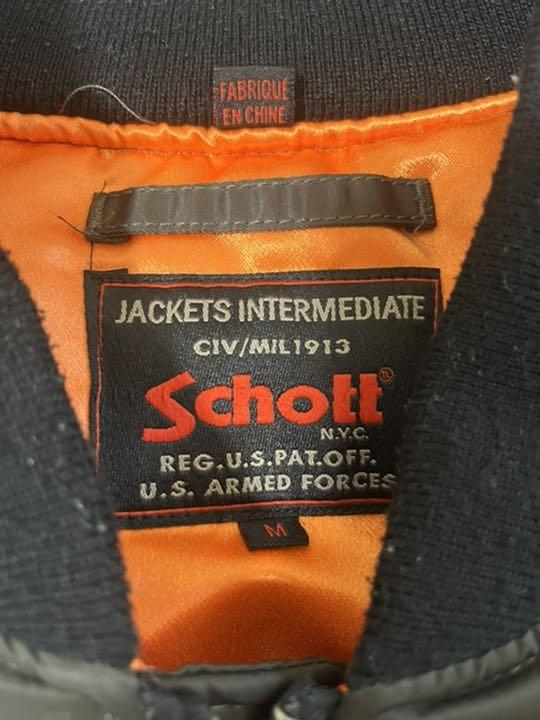 FABRIQUÉ
EN CHINE
JACKETS INTERMEDIATE
CIV/MIL1913
Schott®
N.Y.C.
REG.U.S.PAT.OFF.
U.S. ARMED FORCES
M